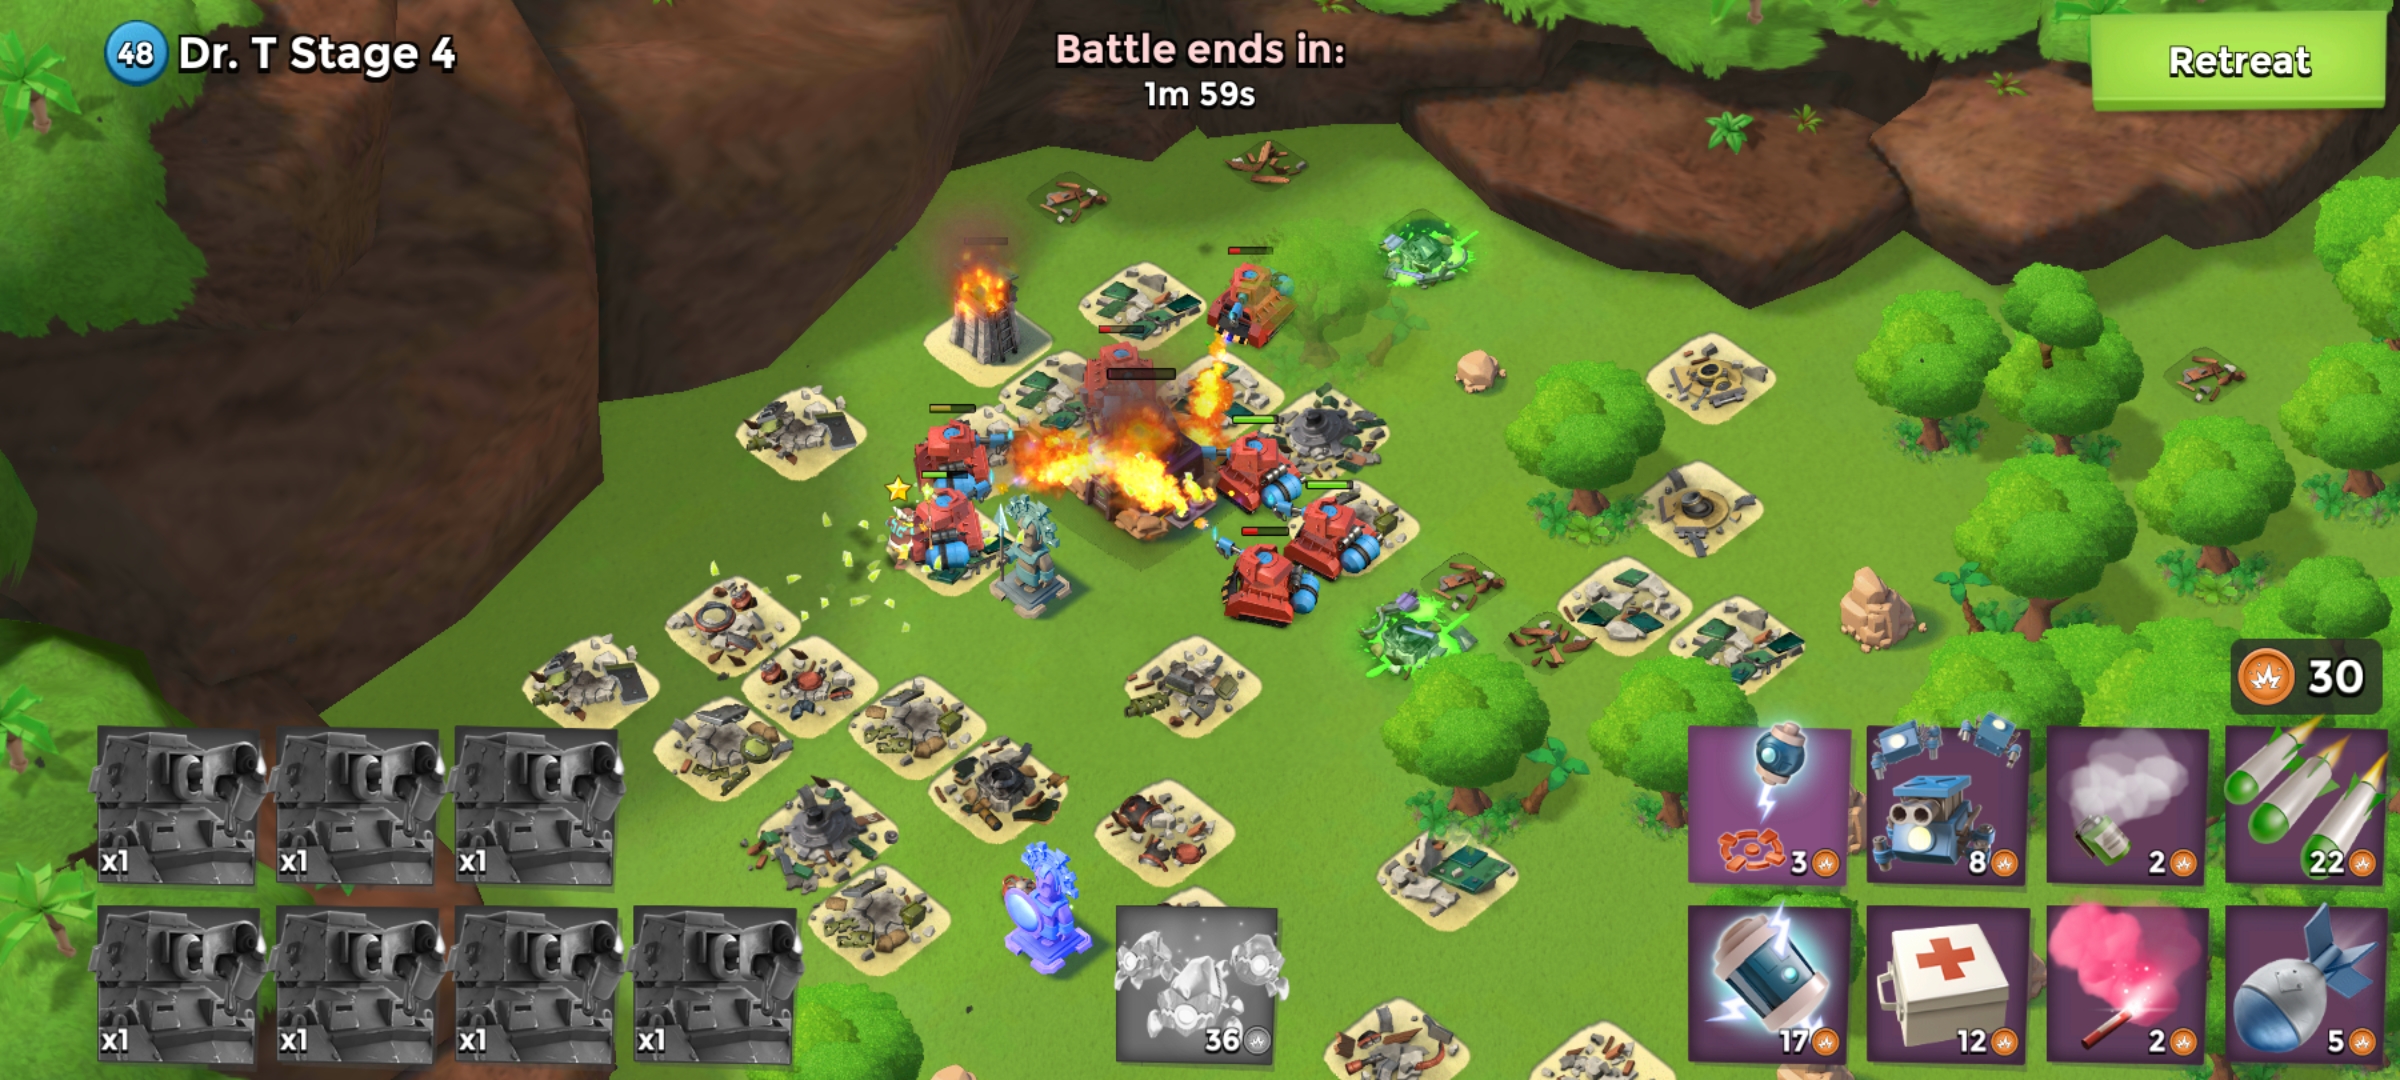 48 Dr. T Stage 4
Battle ends in:
1m 59s
Retreat
30
x1 x1 x1
3 8 2 22
x1 x1 x1 x1
36
17 12 2 5